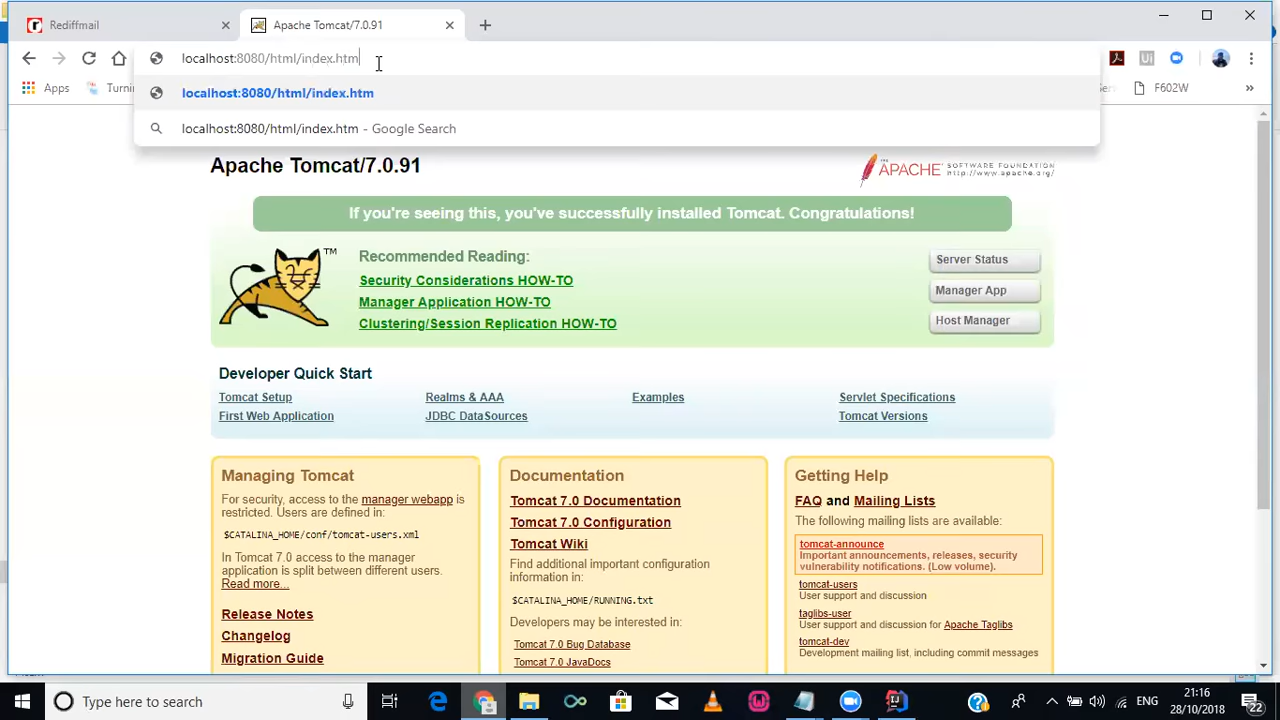 Rediffmail
Apache Tomcat/7.0.91
localhost:8080/html/index.htm
Apps
Turnin
F602W
»
localhost:8080/html/index.htm
localhost:8080/html/index.htm - Google Search
Apache Tomcat/7.0.91
THE
APACHE SOFTWARE FOUNDATION
http://www.apache.org/
If you're seeing this, you've successfully installed Tomcat. Congratulations!
TM
Recommended Reading:
Security Considerations HOW-TO
Manager Application HOW-TO
Clustering/Session Replication HOW-TO
Server Status
Manager App
Host Manager
Developer Quick Start
Tomcat Setup
First Web Application
Realms & AAA
JDBC DataSources
Examples
Servlet Specifications
Tomcat Versions
Managing Tomcat
For security, access to the manager webapp is
restricted. Users are defined in:
$CATALINA_HOME/conf/tomcat-users.xml
In Tomcat 7.0 access to the manager
application is split between different users.
Read more...
Release Notes
Changelog
Migration Guide
Documentation
Tomcat 7.0 Documentation
Tomcat 7.0 Configuration
Tomcat Wiki
Find additional important configuration
information in:
$CATALINA_HOME/RUNNING.txt
Developers may be interested in:
Tomcat 7.0 Bug Database
Tomcat 7.0 JavaDocs
Getting Help
FAQ and Mailing Lists
The following mailing lists are available:
tomcat-announce
Important announcements, releases, security
vulnerability notifications. (Low volume).
tomcat-users
User support and discussion
taglibs-user
User support and discussion for Apache Taglibs
tomcat-dev
Development mailing list, including commit messages
Type here to search
ENG
21:16
28/10/2018
22